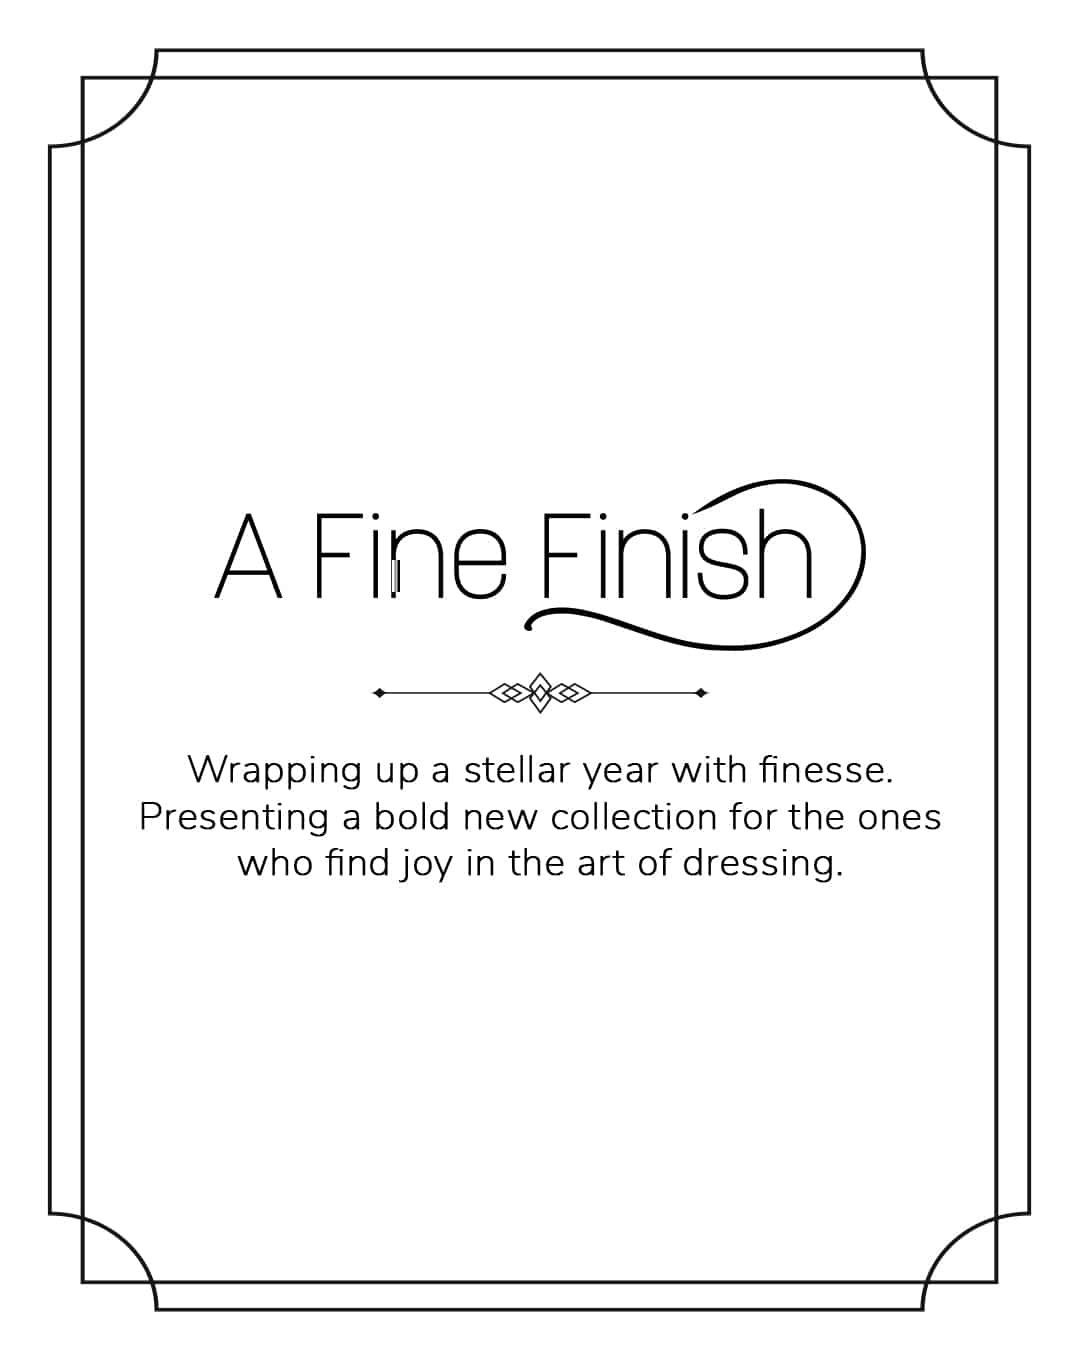 A Fine Finish
Wrapping up a stellar year with finesse.
Presenting a bold new collection for the ones
who find joy in the art of dressing.